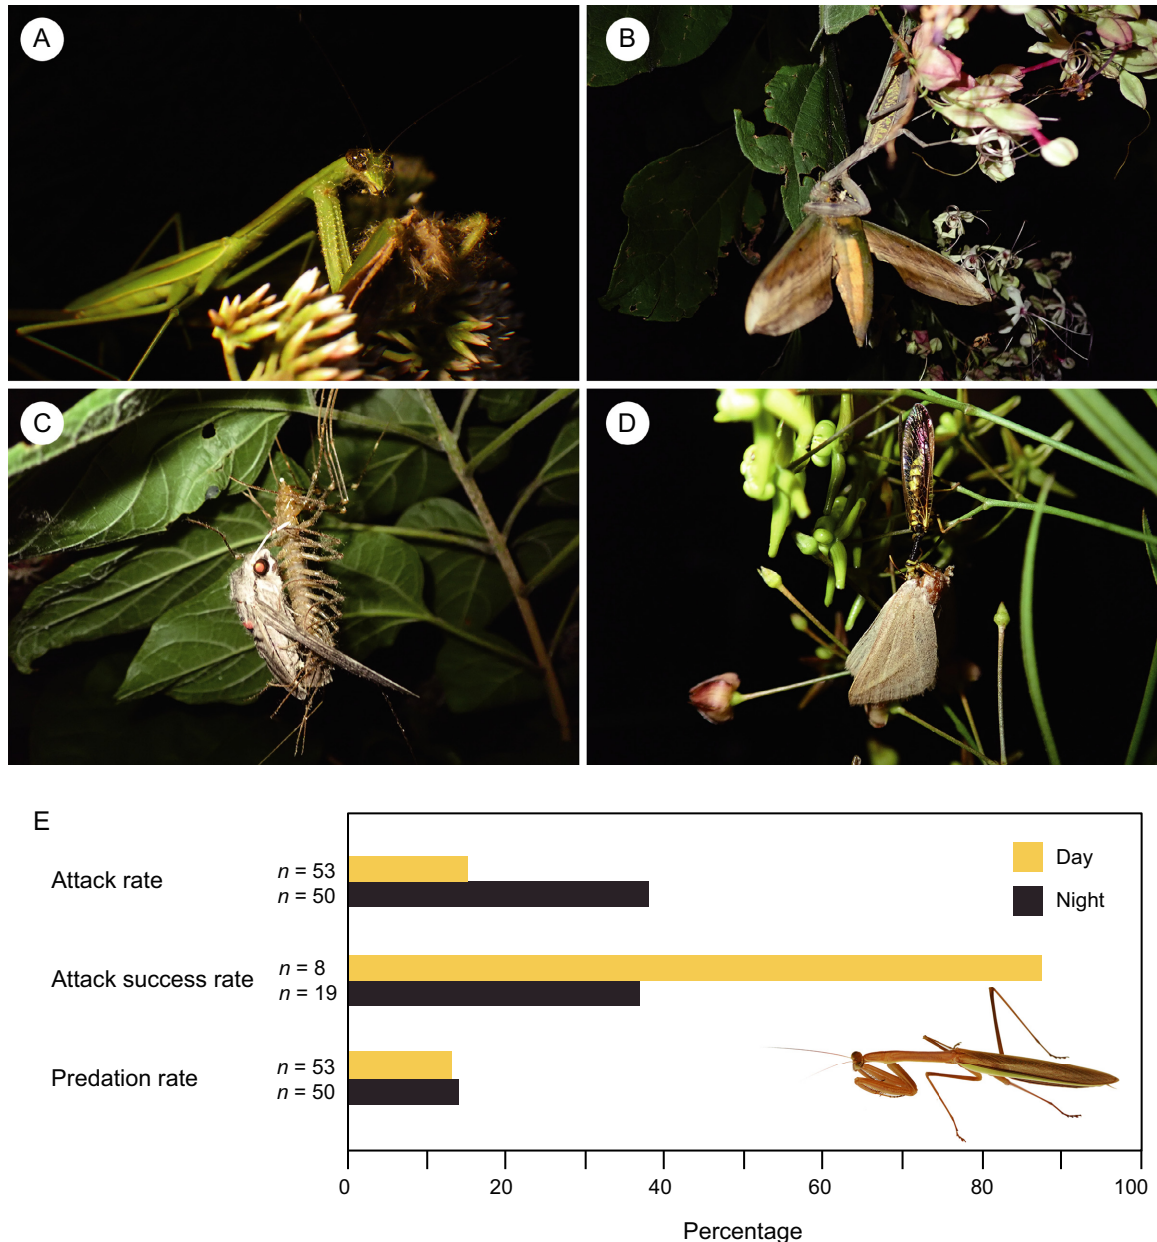 A
B
C
D
E
Day
Night
Attack rate
n = 53
n = 50
Attack success rate
n = 8
n = 19
Predation rate
n = 53
n = 50
0 20 40 60 80 100
Percentage